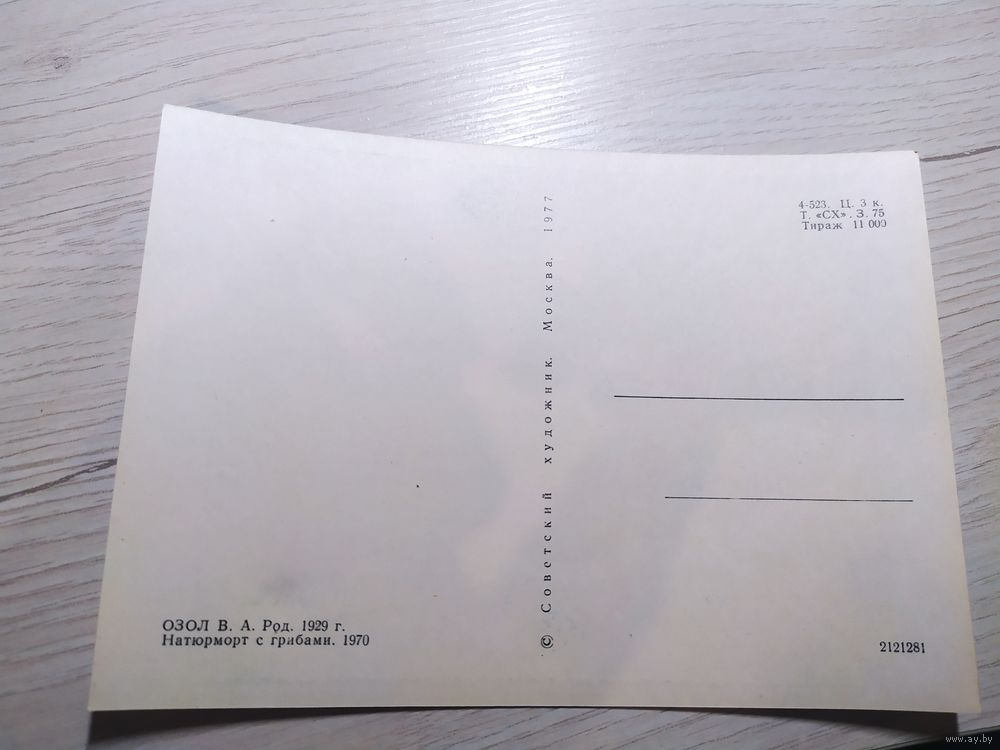 4-523. Ц. 3 к.
Т. «СХ». З. 75
Тираж 11 000
© Советский художник. Москва. 1977
ОЗОЛ В. А. Род. 1929 г.
Натюрморт с грибами. 1970
2121281
www.ay.by